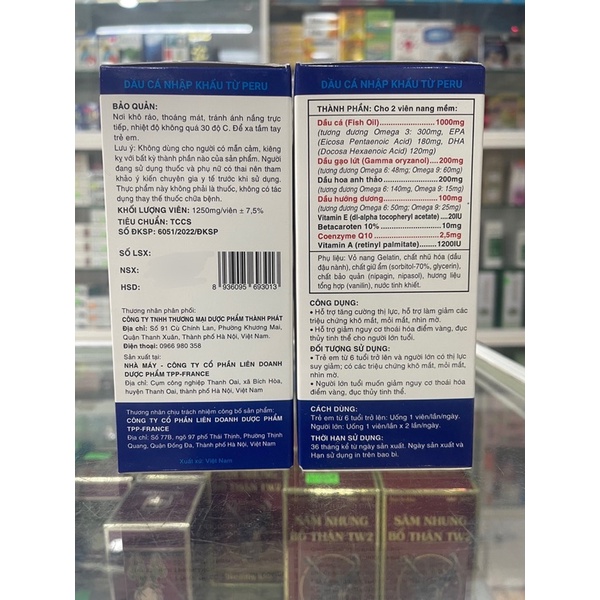 DẦU CÁ NHẬP KHẨU TỪ PERU
BẢO QUẢN:
Nơi khô ráo, thoáng mát, tránh ánh nắng trực
tiếp, nhiệt độ không quá 30 độ C. Để xa tầm tay
trẻ em.
Lưu ý: Không dùng cho người có mẫn cảm, kiêng
kỵ với bất kỳ thành phần nào của sản phẩm. Người
đang sử dụng thuốc và phụ nữ có thai nên tham
khảo ý kiến chuyên gia y tế trước khi sử dụng.
Thực phẩm này không phải là thuốc, không có tác
dụng thay thế thuốc chữa bệnh.
KHỐI LƯỢNG VIÊN: 1250mg/viên ± 7,5%
TIÊU CHUẨN: TCCS
SỐ ĐKSP: 6051/2022/ĐKSP
SỐ LSX:
NSX:
HSD:
8 936095 693013
Thương nhân phân phối:
CÔNG TY TNHH THƯƠNG MẠI DƯỢC PHẨM THÀNH PHÁT
Địa chỉ: Số 91 Cù Chính Lan, Phường Khương Mai,
Quận Thanh Xuân, Thành phố Hà Nội, Việt Nam.
Điện thoại: 0966 980 358
Sản xuất tại:
NHÀ MÁY - CÔNG TY CỔ PHẦN LIÊN DOANH
DƯỢC PHẨM TPP-FRANCE
Địa chỉ: Cụm công nghiệp Thanh Oai, xã Bích Hòa,
huyện Thanh Oai, thành phố Hà Nội, Việt Nam
Thương nhân chịu trách nhiệm công bố sản phẩm:
CÔNG TY CỔ PHẦN LIÊN DOANH DƯỢC PHẨM
TPP-FRANCE
Địa chỉ: Số 77B, ngõ 97 phố Thái Thịnh, Phường Thịnh
Quang, Quận Đống Đa, Thành phố Hà Nội, Việt Nam.
Xuất xứ: Việt Nam
DẦU CÁ NHẬP KHẨU TỪ PERU
THÀNH PHẦN: Cho 2 viên nang mềm:
Dầu cá (Fish Oil)..........................1000mg
(tương đương Omega 3: 300mg, EPA
(Eicosa Pentaenoic Acid) 180mg, DHA
(Docosa Hexaenoic Acid) 120mg)
Dầu gạo lứt (Gamma oryzanol)........200mg
(tương đương Omega 6: 48mg; Omega 9: 60mg)
Dầu hoa anh thảo..........................200mg
(tương đương Omega 6: 140mg, Omega 9: 15mg)
Dầu hướng dương..........................100mg
(tương đương Omega 6: 50mg; Omega 9: 25mg)
Vitamin E (dl-alpha tocopheryl acetate)....20IU
Betacaroten 10%..........................10mg
Coenzyme Q10..........................2,5mg
Vitamin A (retinyl palmitate)............1200IU
Phụ liệu: Vỏ nang Gelatin, chất nhũ hóa (dầu
đậu nành), chất giữ ẩm (sorbitol-70%, glycerin),
chất bảo quản (nipagin, nipasol), hương liệu
tổng hợp (vanilin), nước tinh khiết.
CÔNG DỤNG:
• Hỗ trợ tăng cường thị lực, hỗ trợ làm giảm các
triệu chứng khô mắt, mỏi mắt, nhìn mờ.
• Hỗ trợ giảm nguy cơ thoái hóa điểm vàng, đục
thủy tinh thể cho người lớn tuổi.
ĐỐI TƯỢNG SỬ DỤNG:
• Trẻ em từ 6 tuổi trở lên và người lớn có thị lực
suy giảm; có các triệu chứng khô mắt, mỏi mắt,
nhìn mờ.
• Người lớn tuổi muốn giảm nguy cơ thoái hóa
điểm vàng, đục thủy tinh thể.
CÁCH DÙNG:
Trẻ em từ 6 tuổi trở lên: Uống 1 viên/lần/ngày.
Người lớn: Uống 1 viên/lần x 2 lần/ngày.
THỜI HẠN SỬ DỤNG:
36 tháng kể từ ngày sản xuất. Ngày sản xuất và
Hạn sử dụng in trên bao bì.
SÂM NHUNG
BỔ THẬN TW2
SÂM NHUNG
BỔ THẬN TW2